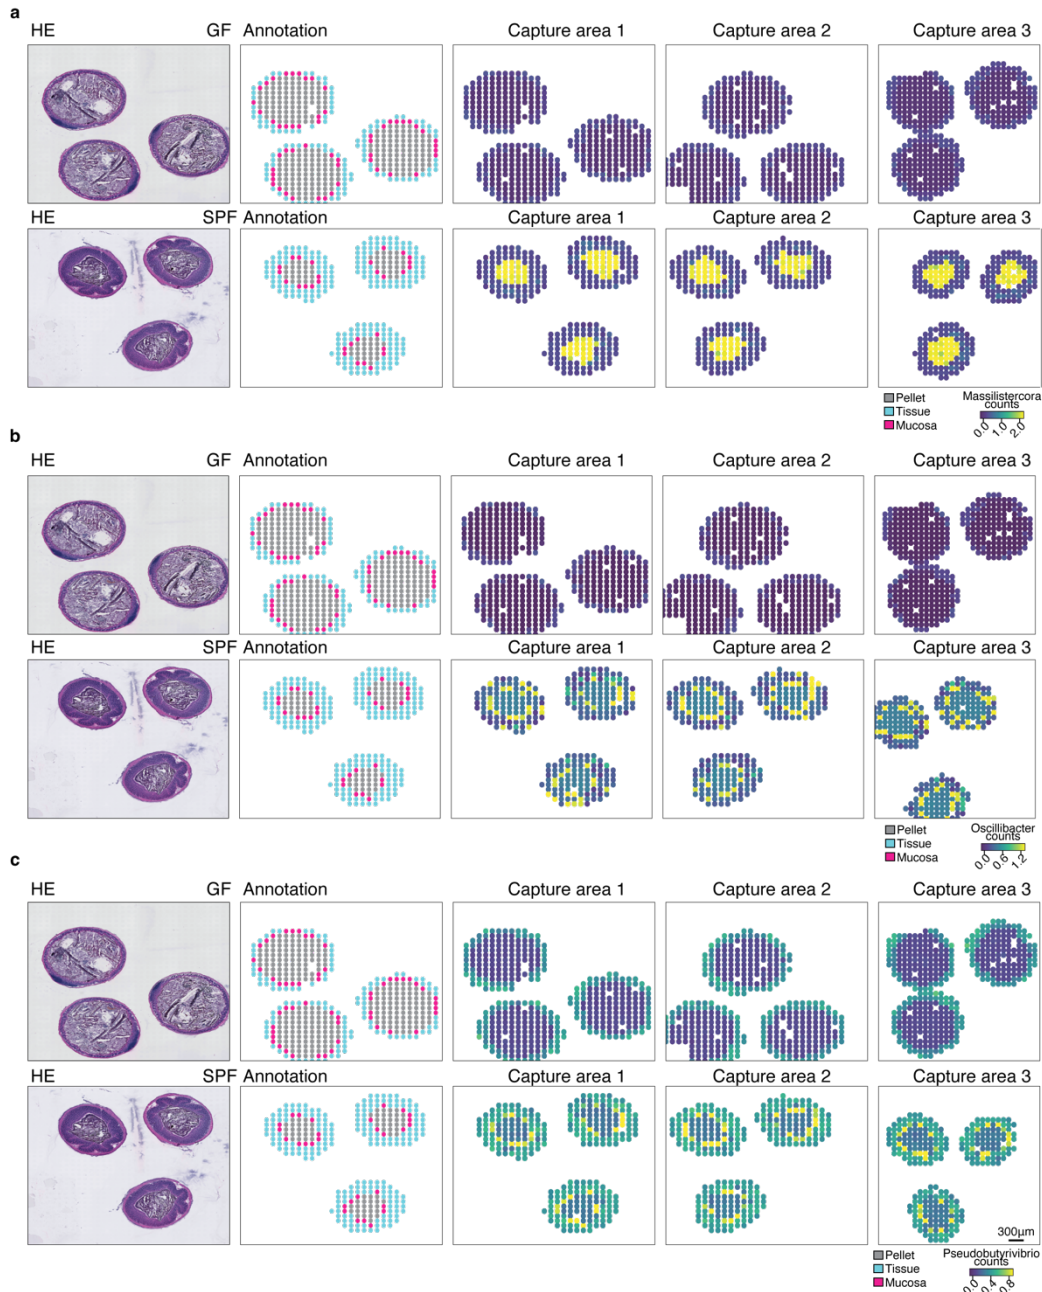 a
HE GF Annotation Capture area 1 Capture area 2 Capture area 3
HE SPF Annotation Capture area 1 Capture area 2 Capture area 3
Pellet
Tissue
Mucosa
Massilistercora
counts
0.0 1.0 2.0
b
HE GF Annotation Capture area 1 Capture area 2 Capture area 3
HE SPF Annotation Capture area 1 Capture area 2 Capture area 3
Pellet
Tissue
Mucosa
Oscillibacter
counts
0.0 0.6 1.2
c
HE GF Annotation Capture area 1 Capture area 2 Capture area 3
HE SPF Annotation Capture area 1 Capture area 2 Capture area 3
300µm
Pellet
Tissue
Mucosa
Pseudobutyrivibrio
counts
0.0 0.4 0.8